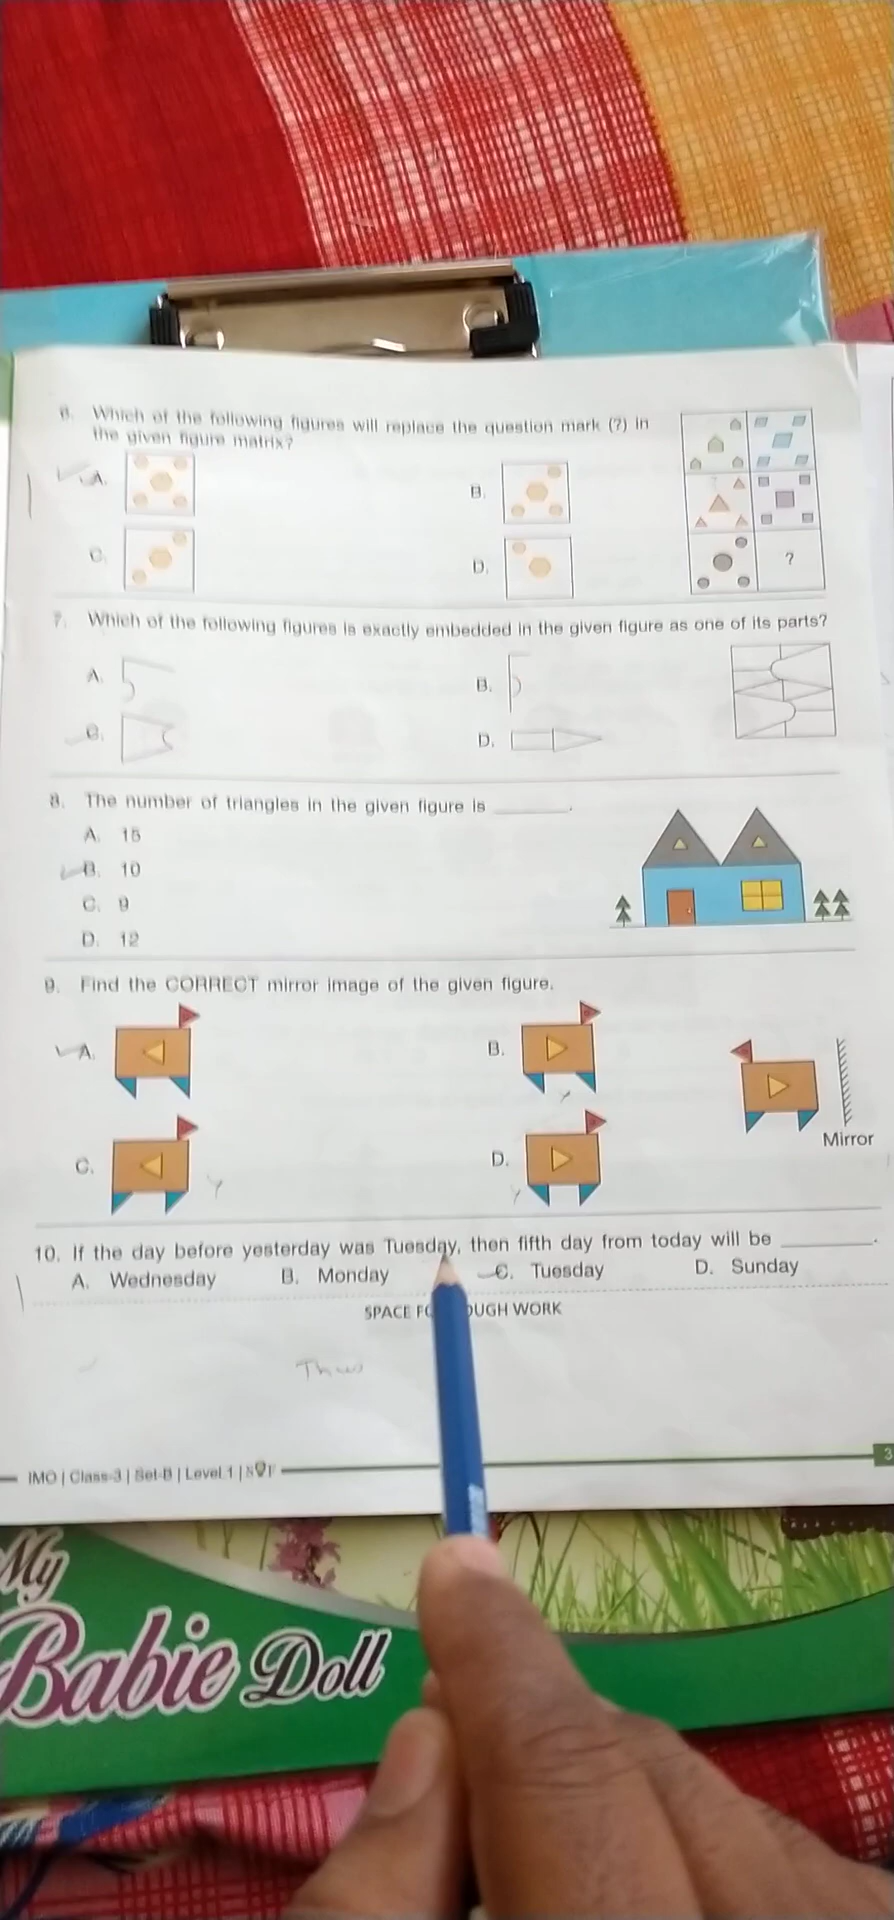 6. Which of the following figures will replace the question mark (?) in
the given figure matrix?
A.
B.
C.
D.
?
7. Which of the following figures is exactly embedded in the given figure as one of its parts?
A.
B.
C.
D.
8. The number of triangles in the given figure is ______.
A. 15
B. 10
C. 9
D. 12
9. Find the CORRECT mirror image of the given figure.
A.
B.
C.
D.
Mirror
10. If the day before yesterday was Tuesday, then fifth day from today will be ______.
A. Wednesday B. Monday C. Tuesday D. Sunday
SPACE UGH WORK
IMO | Class-3 | Set-B | Level 1 | SOF
3
My
Babie Doll